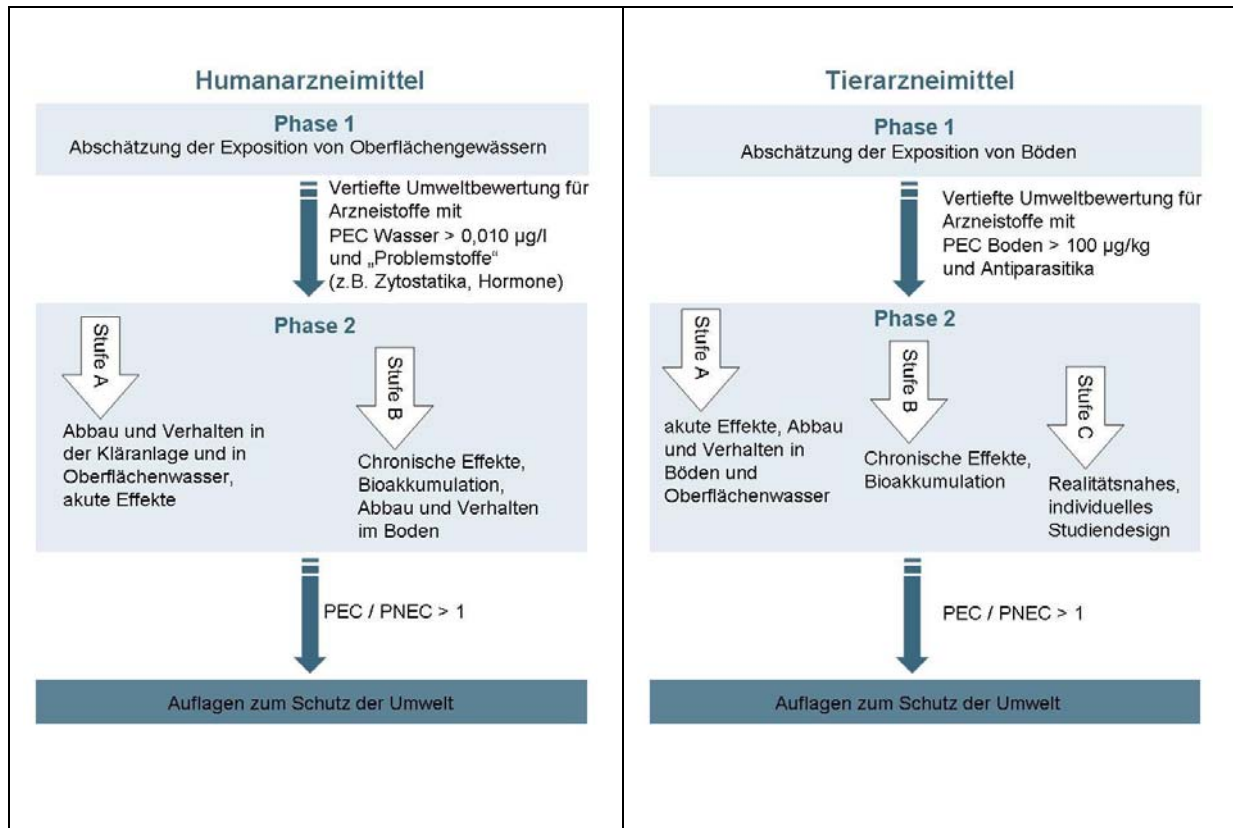 Humanarzneimittel
Phase 1
Abschätzung der Exposition von Oberflächengewässern
Vertiefte Umweltbewertung für
Arzneistoffe mit
PEC Wasser > 0,010 µg/l
und „Problemstoffe“
(z.B. Zytostatika, Hormone)
Phase 2
Stufe A
Abbau und Verhalten in
der Kläranlage und in
Oberflächenwasser,
akute Effekte
Stufe B
Chronische Effekte,
Bioakkumulation,
Abbau und Verhalten
im Boden
PEC / PNEC > 1
Auflagen zum Schutz der Umwelt
Tierarzneimittel
Phase 1
Abschätzung der Exposition von Böden
Vertiefte Umweltbewertung für
Arzneistoffe mit
PEC Boden > 100 µg/kg
und Antiparasitika
Phase 2
Stufe A
akute Effekte, Abbau
und Verhalten in
Böden und
Oberflächenwasser
Stufe B
Chronische Effekte,
Bioakkumulation
Stufe C
Realitätsnahes,
individuelles
Studiendesign
PEC / PNEC > 1
Auflagen zum Schutz der Umwelt